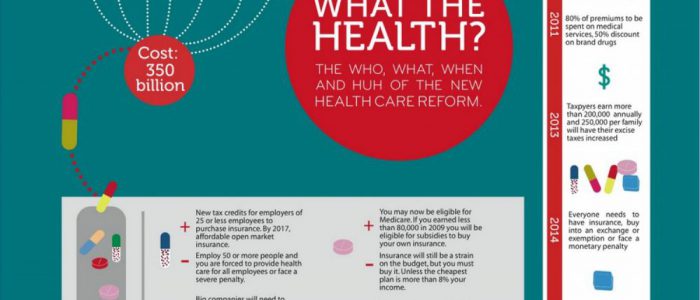 WHAT THE
HEALTH?
THE WHO, WHAT, WHEN
AND HUH OF THE NEW
HEALTH CARE REFORM.
Cost:
350
billion
2011
80% of premiums to be
spent on medical
services, 50% discount
on brand drugs
$
2013
Taxpyers earn more
than 200,000 annually
and 250,000 per family
will have their excise
taxes increased
2014
Everyone needs to
have insurance, buy
into an exchange or
exemption or face a
monetary penalty
+
New tax credits for employers of
25 or less employees to
purchase insurance. By 2017,
affordable open market
insurance.
-
Employ 50 or more people and
you are forced to provide health
care for all employees or face a
severe penalty.
Big companies will need to
+
You may now be eligible for
Medicare. If you earned less
than 80,000 in 2009 you will be
eligible for subsidies to buy
your own insurance.
-
Insurance will still be a strain
on the budget, but you must
buy it. Unless the cheapest
plan is more than 8% your
income.